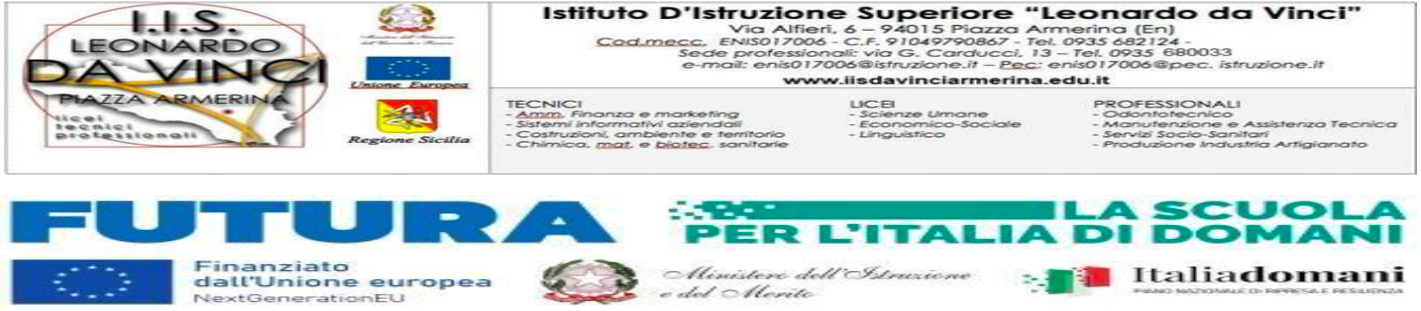 I.I.S.
LEONARDO
DA VINCI
PIAZZA ARMERINA
licei
tecnici
professionali
Unione Europea
Regione Sicilia
Istituto D'Istruzione Superiore "Leonardo da Vinci"
Via Alfieri, 6 – 94015 Piazza Armerina (En)
Cod.mecc. ENIS017006 - C.F. 91049790867 - Tel. 0935 682124 -
Sede professionali: via G. Carducci, 13 – Tel. 0935 680033
e-mail: enis017006@istruzione.it – Pec: enis017006@pec. istruzione.it
www.iisdavinciarmerina.edu.it
TECNICI
- Amm. Finanza e marketing
- Sistemi informativi aziendali
- Costruzioni, ambiente e territorio
- Chimica, mat. e biotec. sanitarie
LICEI
- Scienze Umane
- Economico-Sociale
- Linguistico
PROFESSIONALI
- Odontotecnico
- Manutenzione e Assistenza Tecnica
- Servizi Socio-Sanitari
- Produzione Industria Artigianato
FUTURA
LA SCUOLA
PER L'ITALIA DI DOMANI
Finanziato
dall'Unione europea
NextGenerationEU
Ministero dell'Istruzione
e del Merito
Italiadomani
PIANO NAZIONALE DI RIPRESA E RESILIENZA